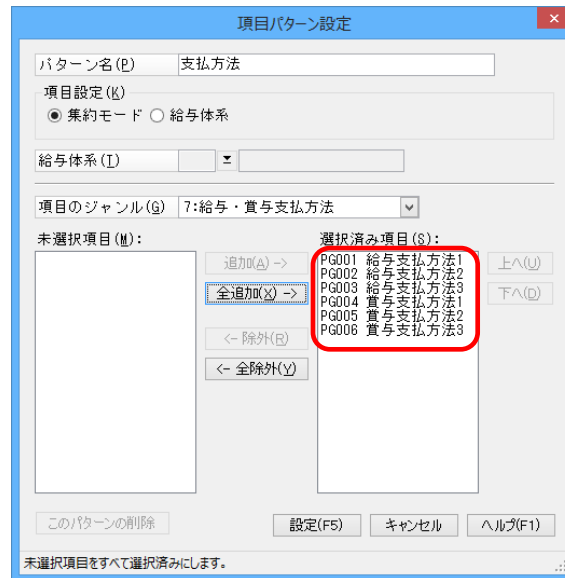 項目パターン設定
パターン名(P) 支払方法
項目設定(K)
集約モード 給与体系
給与体系(T)
項目のジャンル(G) 7:給与・賞与支払方法
未選択項目(M): 選択済み項目(S):
追加(A) ->
全追加(X) ->
<- 除外(R)
<- 全除外(Y)
PG001 給与支払方法1
PG002 給与支払方法2
PG003 給与支払方法3
PG004 賞与支払方法1
PG005 賞与支払方法2
PG006 賞与支払方法3
上へ(U)
下へ(D)
このパターンの削除 設定(F5) キャンセル ヘルプ(F1)
未選択項目をすべて選択済みにします。